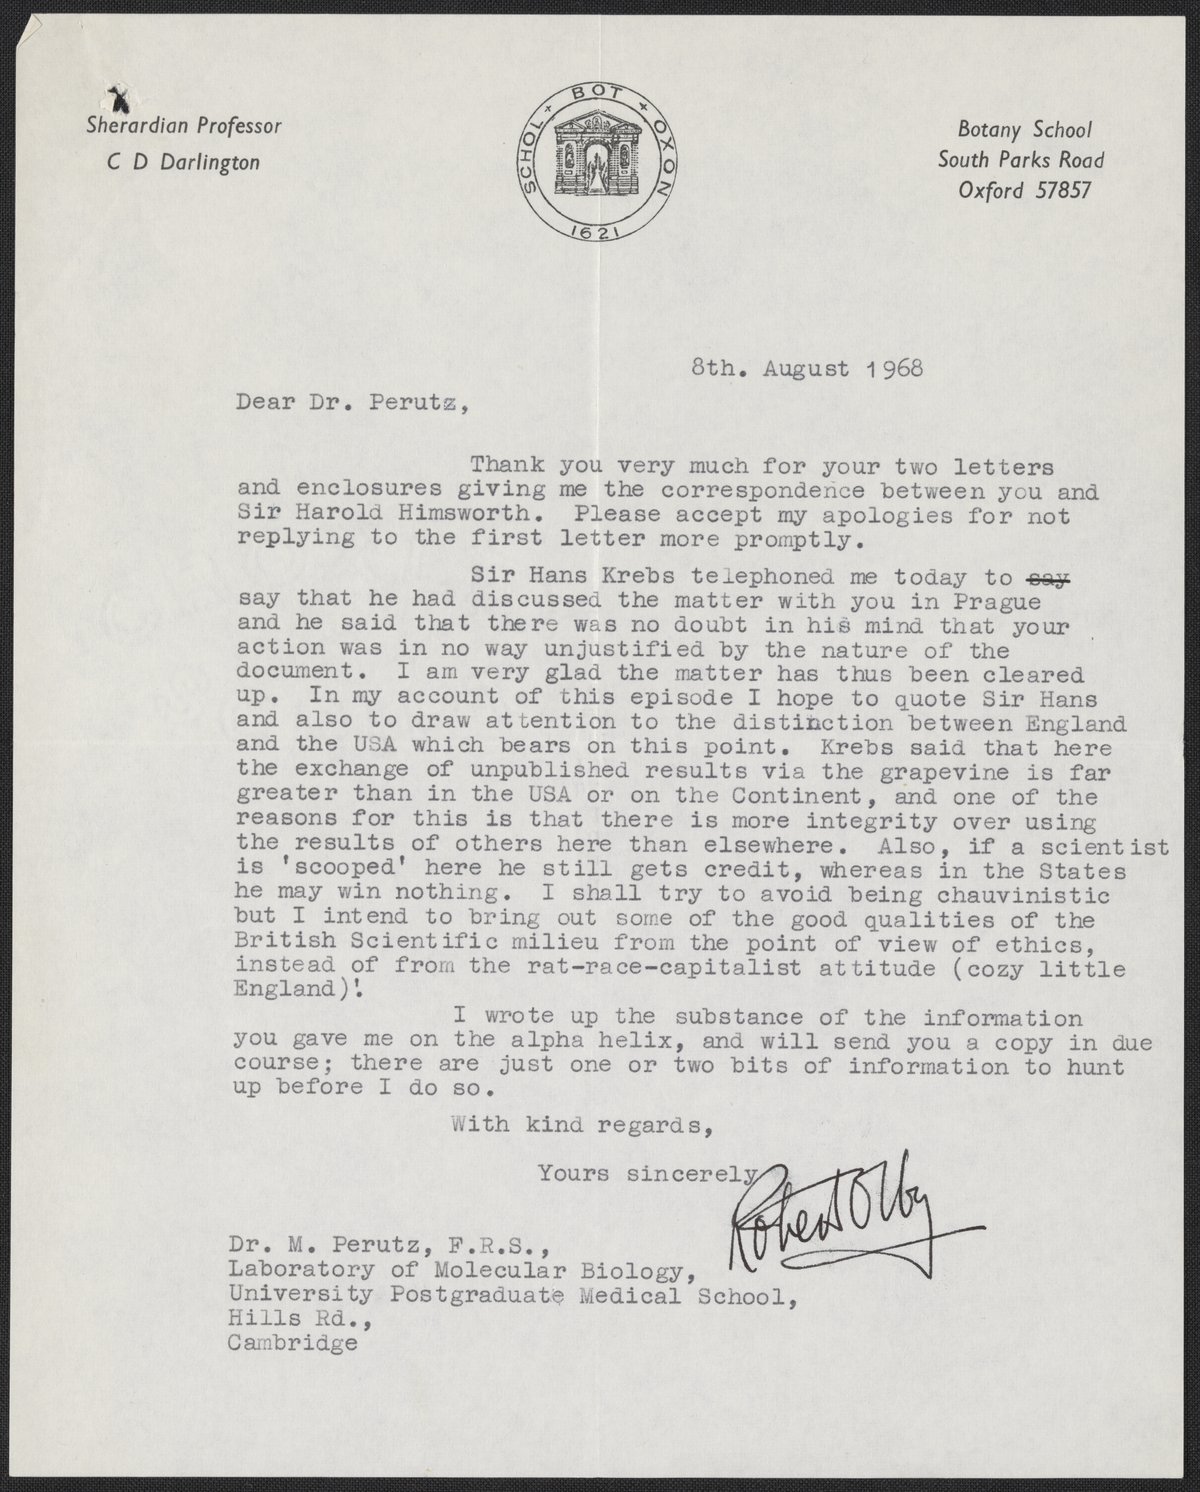 Sherardian Professor
C D Darlington
SCHOL + BOT + OXON
1621
Botany School
South Parks Road
Oxford 57857
8th. August 1968
Dear Dr. Perutz,
Thank you very much for your two letters
and enclosures giving me the correspondence between you and
Sir Harold Himsworth. Please accept my apologies for not
replying to the first letter more promptly.
Sir Hans Krebs telephoned me today to say
say that he had discussed the matter with you in Prague
and he said that there was no doubt in his mind that your
action was in no way unjustified by the nature of the
document. I am very glad the matter has thus been cleared
up. In my account of this episode I hope to quote Sir Hans
and also to draw attention to the distinction between England
and the USA which bears on this point. Krebs said that here
the exchange of unpublished results via the grapevine is far
greater than in the USA or on the Continent, and one of the
reasons for this is that there is more integrity over using
the results of others here than elsewhere. Also, if a scientist
is 'scooped' here he still gets credit, whereas in the States
he may win nothing. I shall try to avoid being chauvinistic
but I intend to bring out some of the good qualities of the
British Scientific milieu from the point of view of ethics,
instead of from the rat-race-capitalist attitude (cozy little
England)!
I wrote up the substance of the information
you gave me on the alpha helix, and will send you a copy in due
course; there are just one or two bits of information to hunt
up before I do so.
With kind regards,
Yours sincerely
Robert Olby
Dr. M. Perutz, F.R.S.,
Laboratory of Molecular Biology,
University Postgraduate Medical School,
Hills Rd.,
Cambridge